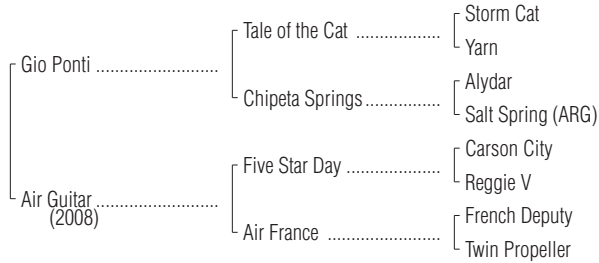 Storm Cat
Tale of the Cat ..................
Yarn
Gio Ponti ..........................
Alydar
Chipeta Springs................
Salt Spring (ARG)
Carson City
Five Star Day ....................
Reggie V
Air Guitar..........................
(2008)
French Deputy
Air France ........................
Twin Propeller